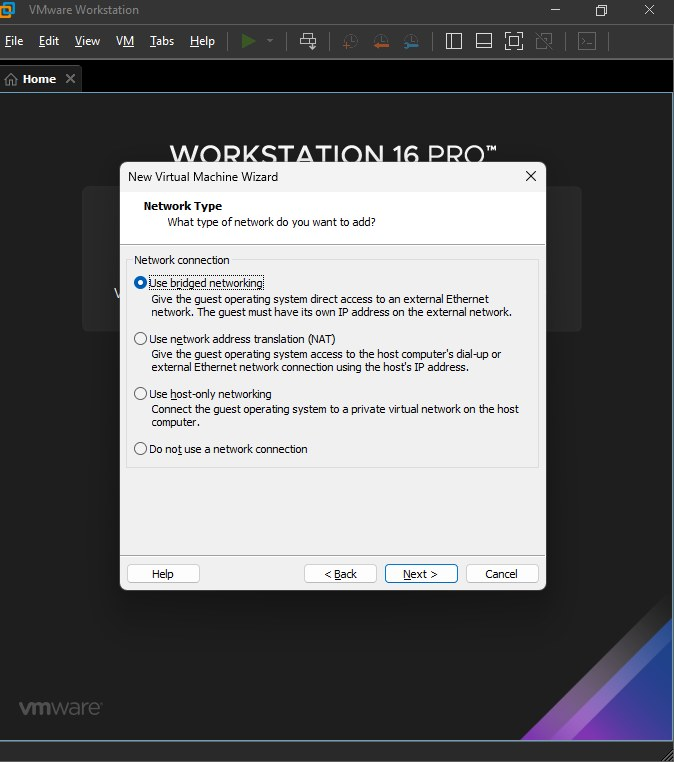 VMware Workstation
File Edit View VM Tabs Help
Home
WORKSTATION 16 PRO™
New Virtual Machine Wizard
Network Type
What type of network do you want to add?
Network connection
Use bridged networking
Give the guest operating system direct access to an external Ethernet
network. The guest must have its own IP address on the external network.
Use network address translation (NAT)
Give the guest operating system access to the host computer's dial-up or
external Ethernet network connection using the host's IP address.
Use host-only networking
Connect the guest operating system to a private virtual network on the host
computer.
Do not use a network connection
Help < Back Next > Cancel
vmware